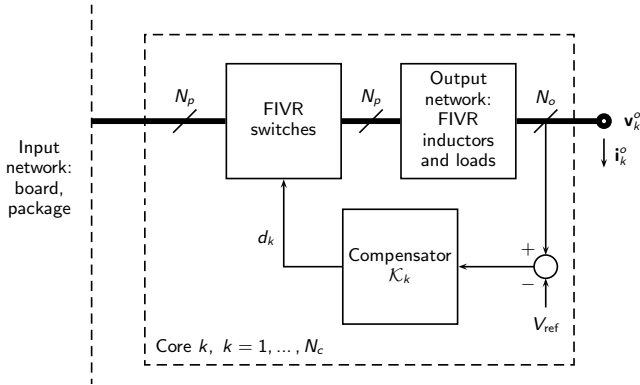 Input
network:
board,
package
N_p
FIVR
switches
N_p
Output
network:
FIVR
inductors
and loads
N_o
v_k^o
i_k^o
d_k
Compensator
𝒦_k
+
−
V_ref
Core k, k = 1, ..., N_c